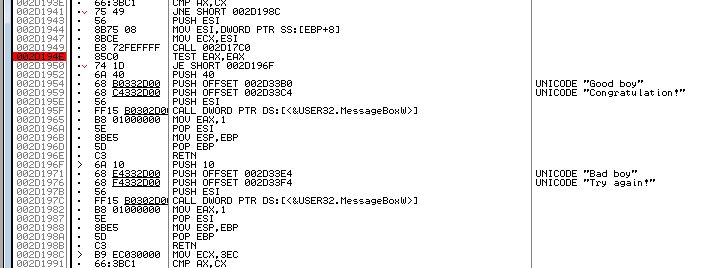 002D193E . 66:3BC1 CMP AX,CX
002D1941 . 75 49 JNE SHORT 002D198C
002D1943 . 56 PUSH ESI
002D1944 . 8B75 08 MOV ESI,DWORD PTR SS:[EBP+8]
002D1947 . 8BCE MOV ECX,ESI
002D1949 . E8 72FEFFFF CALL 002D17C0
002D194E . 85C0 TEST EAX,EAX
002D1950 . 74 1D JE SHORT 002D196F
002D1952 . 6A 40 PUSH 40
002D1954 . 68 B0332D00 PUSH OFFSET 002D33B0 UNICODE "Good boy"
002D1959 . 68 C4332D00 PUSH OFFSET 002D33C4 UNICODE "Congratulation!"
002D195E . 56 PUSH ESI
002D195F . FF15 B0302D0 CALL DWORD PTR DS:[<&USER32.MessageBoxW>]
002D1965 . B8 01000000 MOV EAX,1
002D196A . 5E POP ESI
002D196B . 8BE5 MOV ESP,EBP
002D196D . 5D POP EBP
002D196E . C3 RETN
002D196F > 6A 10 PUSH 10
002D1971 . 68 E4332D00 PUSH OFFSET 002D33E4 UNICODE "Bad boy"
002D1976 . 68 F4332D00 PUSH OFFSET 002D33F4 UNICODE "Try again!"
002D197B . 56 PUSH ESI
002D197C . FF15 B0302D0 CALL DWORD PTR DS:[<&USER32.MessageBoxW>]
002D1982 . B8 01000000 MOV EAX,1
002D1987 . 5E POP ESI
002D1988 . 8BE5 MOV ESP,EBP
002D198A . 5D POP EBP
002D198B . C3 RETN
002D198C > B9 EC030000 MOV ECX,3EC
002D1991 . 66:3BC1 CMP AX,CX